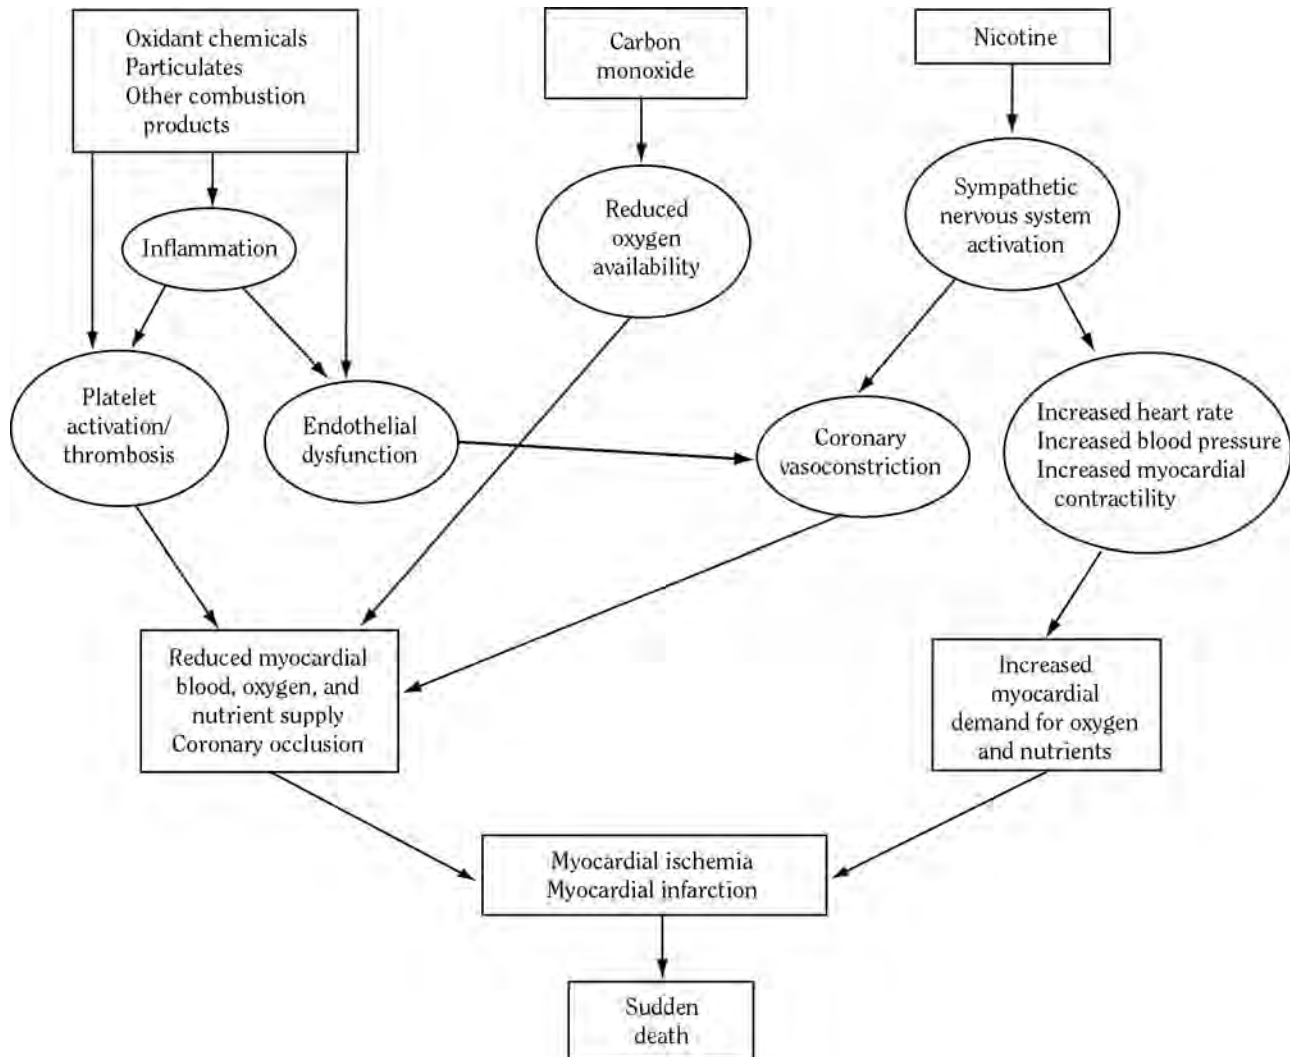 Oxidant chemicals
Particulates
Other combustion
products
Carbon
monoxide
Nicotine
Inflammation
Reduced
oxygen
availability
Sympathetic
nervous system
activation
Platelet
activation/
thrombosis
Endothelial
dysfunction
Coronary
vasoconstriction
Increased heart rate
Increased blood pressure
Increased myocardial
contractility
Reduced myocardial
blood, oxygen, and
nutrient supply
Coronary occlusion
Increased
myocardial
demand for oxygen
and nutrients
Myocardial ischemia
Myocardial infarction
Sudden
death